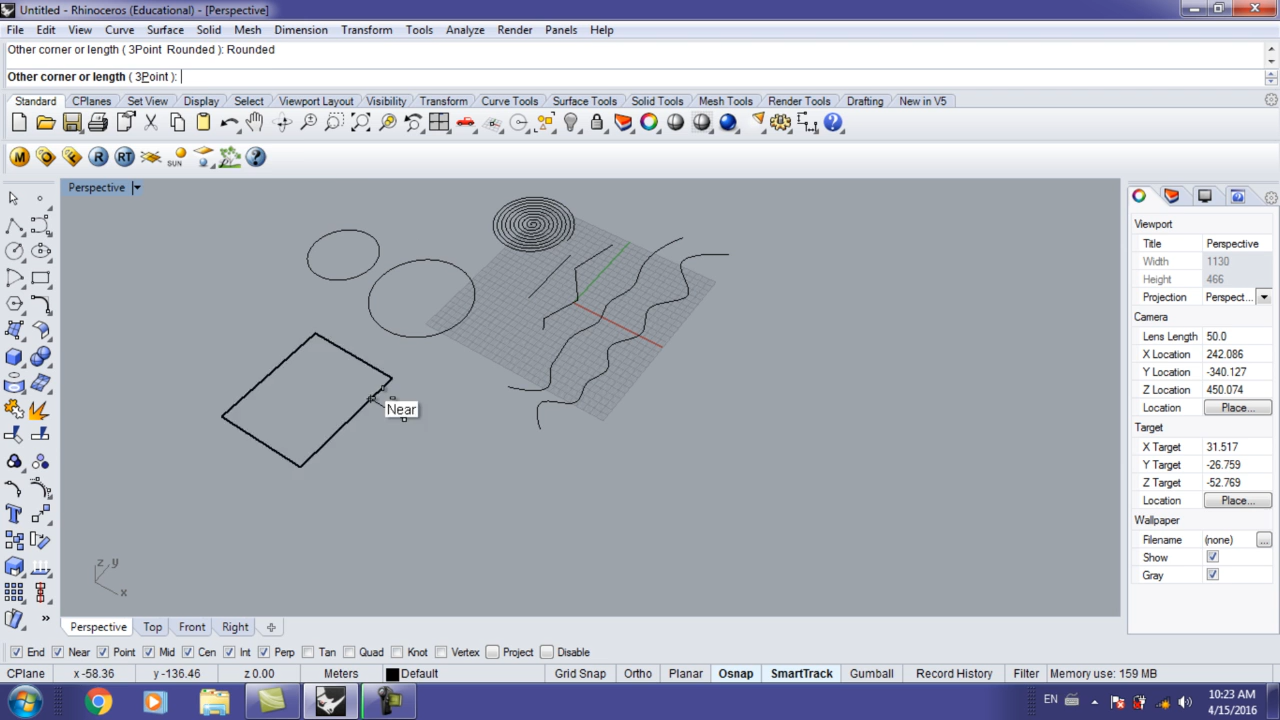 Untitled - Rhinoceros (Educational) - [Perspective]
File Edit View Curve Surface Solid Mesh Dimension Transform Tools Analyze Render Panels Help
Other corner or length ( 3Point Rounded ): Rounded
Other corner or length ( 3Point ):
Standard CPlanes Set View Display Select Viewport Layout Visibility Transform Curve Tools Surface Tools Solid Tools Mesh Tools Render Tools Drafting New in V5
M R RT SUN
Perspective
Viewport
Title Perspective
Width 1130
Height 466
Projection Perspect...
Camera
Lens Length 50.0
X Location 242.086
Y Location -340.127
Z Location 450.074
Location Place...
Target
X Target 31.517
Y Target -26.759
Z Target -52.769
Location Place...
Wallpaper
Filename (none) ...
Show
Gray
Near
z y
x
Perspective Top Front Right
End Near Point Mid Cen Int Perp Tan Quad Knot Vertex Project Disable
CPlane x -58.36 y -136.46 z 0.00 Meters Default Grid Snap Ortho Planar Osnap SmartTrack Gumball Record History Filter Memory use: 159 MB
EN 10:23 AM
4/15/2016